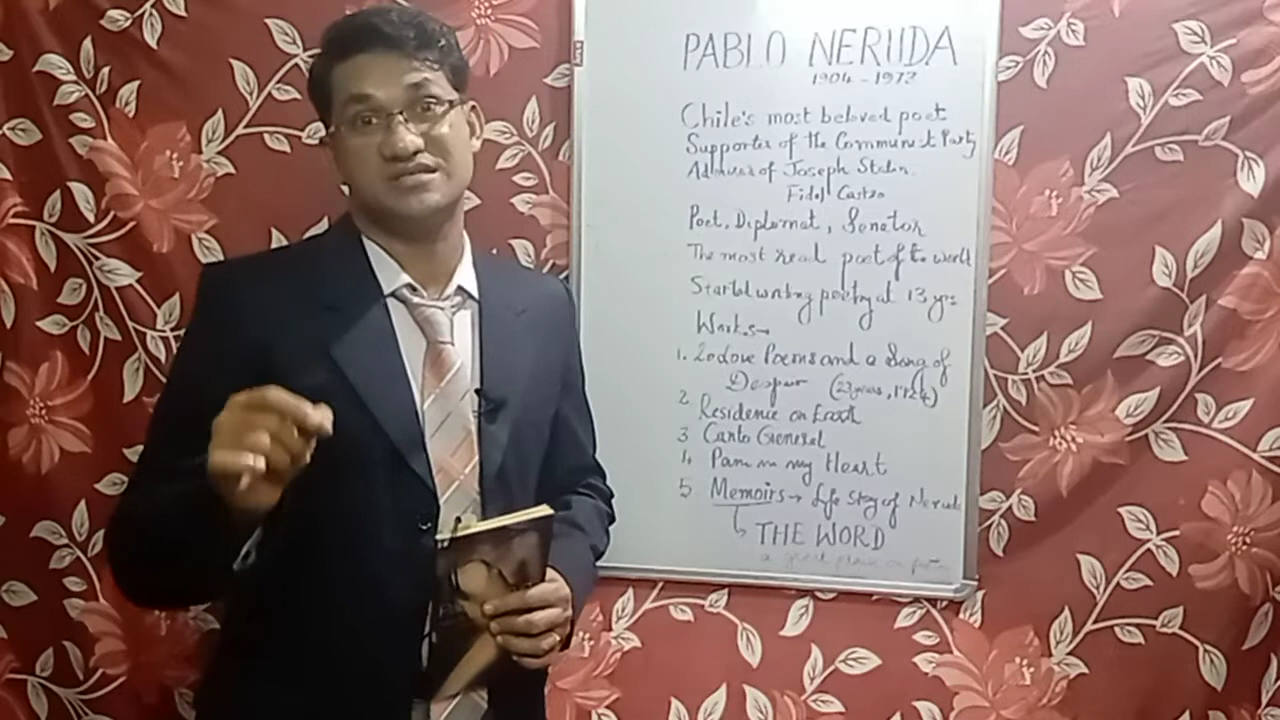 PABLO NERUDA
1904 - 1973
Chile's most beloved poet
Supporter of the Communist Party
Admirer of Joseph Stalin
Fidel Castro
Poet, Diplomat, Senator
The most read poet of the world
Started writing poetry at 13 yrs
Works→
1. 20 Love Poems and a Song of
Despair (23 years, 1924)
2 Residence on Earth
3 Canto General
4. in my Heart
5 Memoirs → Life Story of Neruda
THE WORD
a great on